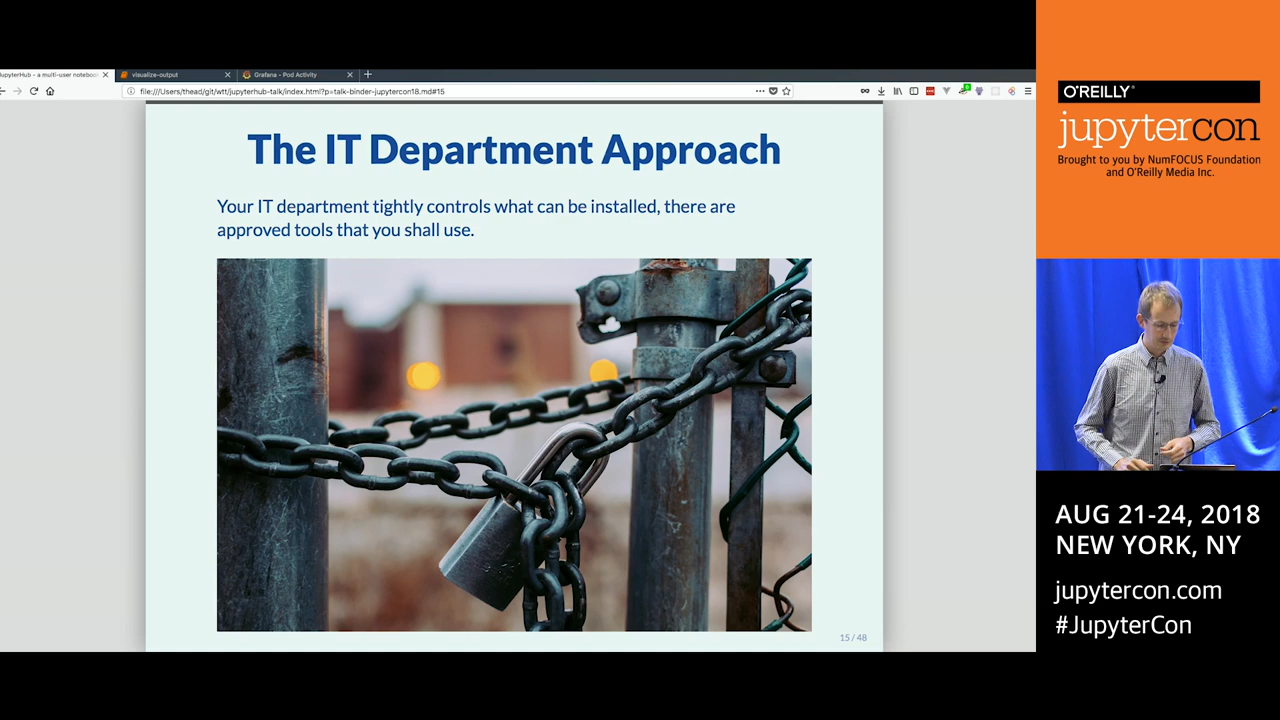 JupyterHub - a multi-user notebook
visualize-output
Grafana - Pod Activity
file:///Users/thead/git/wtt/jupyterhub-talk/index.html?p=talk-binder-jupytercon18.md#15
The IT Department Approach
Your IT department tightly controls what can be installed, there are
approved tools that you shall use.
15 / 48
O'REILLY®
jupytercon
Brought to you by NumFOCUS Foundation
and O'Reilly Media Inc.
AUG 21-24, 2018
NEW YORK, NY
jupytercon.com
#JupyterCon